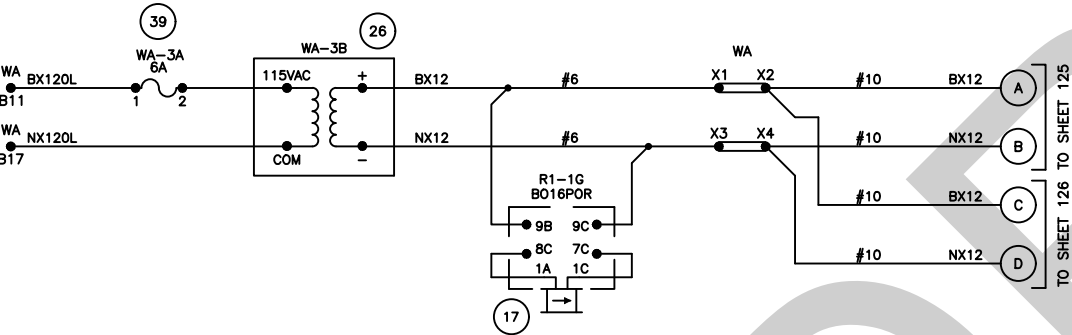 39
26
WA-3A
6A
WA-3B
WA
WA
BX120L
B11
1
2
115VAC
+
BX12
#6
X1
X2
#10
BX12
A
WA
NX120L
B17
COM
–
NX12
#6
X3
X4
#10
NX12
B
TO SHEET 125
R1-1G
BO16POR
9B
9C
8C
7C
1A
1C
17
#10
BX12
C
#10
NX12
D
TO SHEET 126